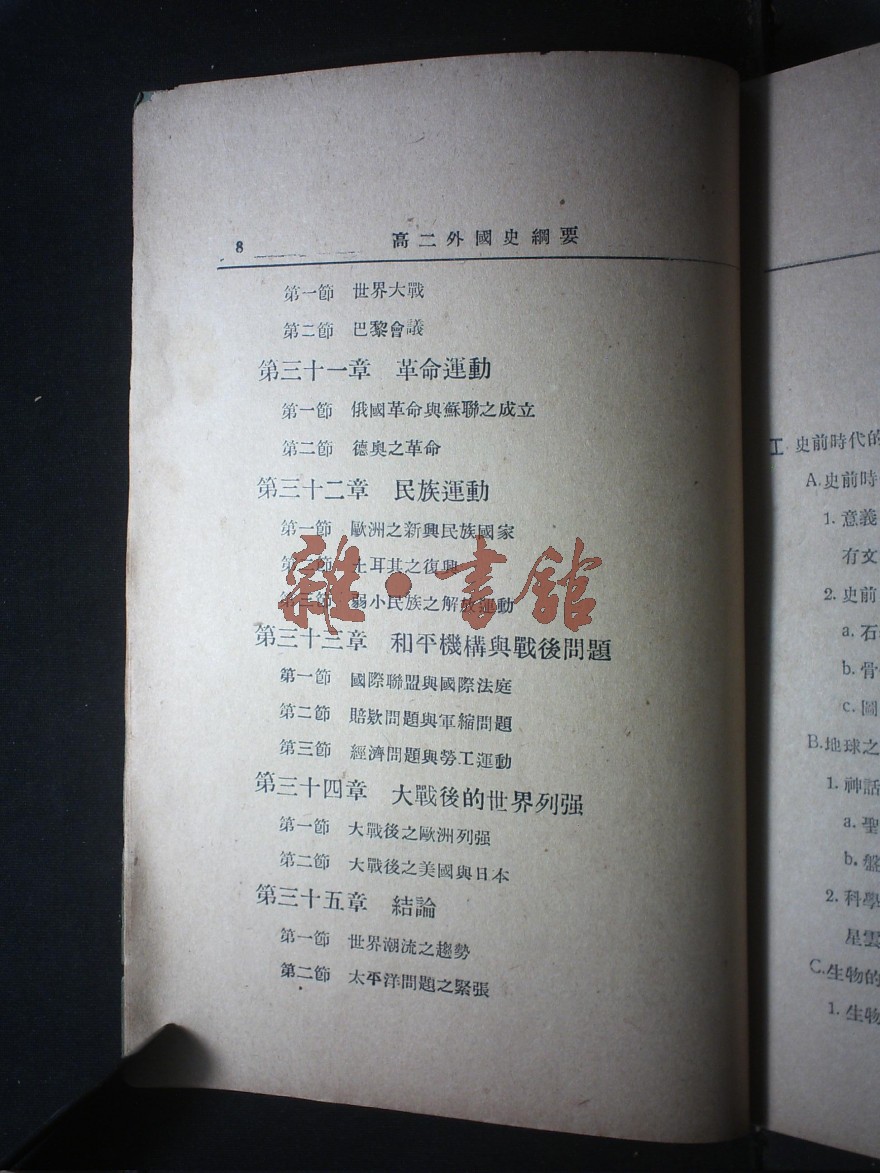 8 高二外國史綱要
第一節 世界大戰
第二節 巴黎會議
第三十一章 革命運動
第一節 俄國革命與蘇聯之成立
第二節 德奧之革命
第三十二章 民族運動
第一節 歐洲之新興民族國家
第二節 土耳其之復興
第三節 弱小民族之解放運動
雜·書館
第三十三章 和平機構與戰後問題
第一節 國際聯盟與國際法庭
第二節 賠欵問題與軍縮問題
第三節 經濟問題與勞工運動
第三十四章 大戰後的世界列强
第一節 大戰後之歐洲列强
第二節 大戰後之美國與日本
第三十五章 結論
第一節 世界潮流之趨勢
第二節 太平洋問題之緊張
工 史前時代的
A.史前時
1. 意義
有文
2. 史前
a. 石
b. 骨
c. 圖
B.地球之
1. 神話
a. 聖
b. 盤
2. 科學
星雲
C.生物的
1. 生物